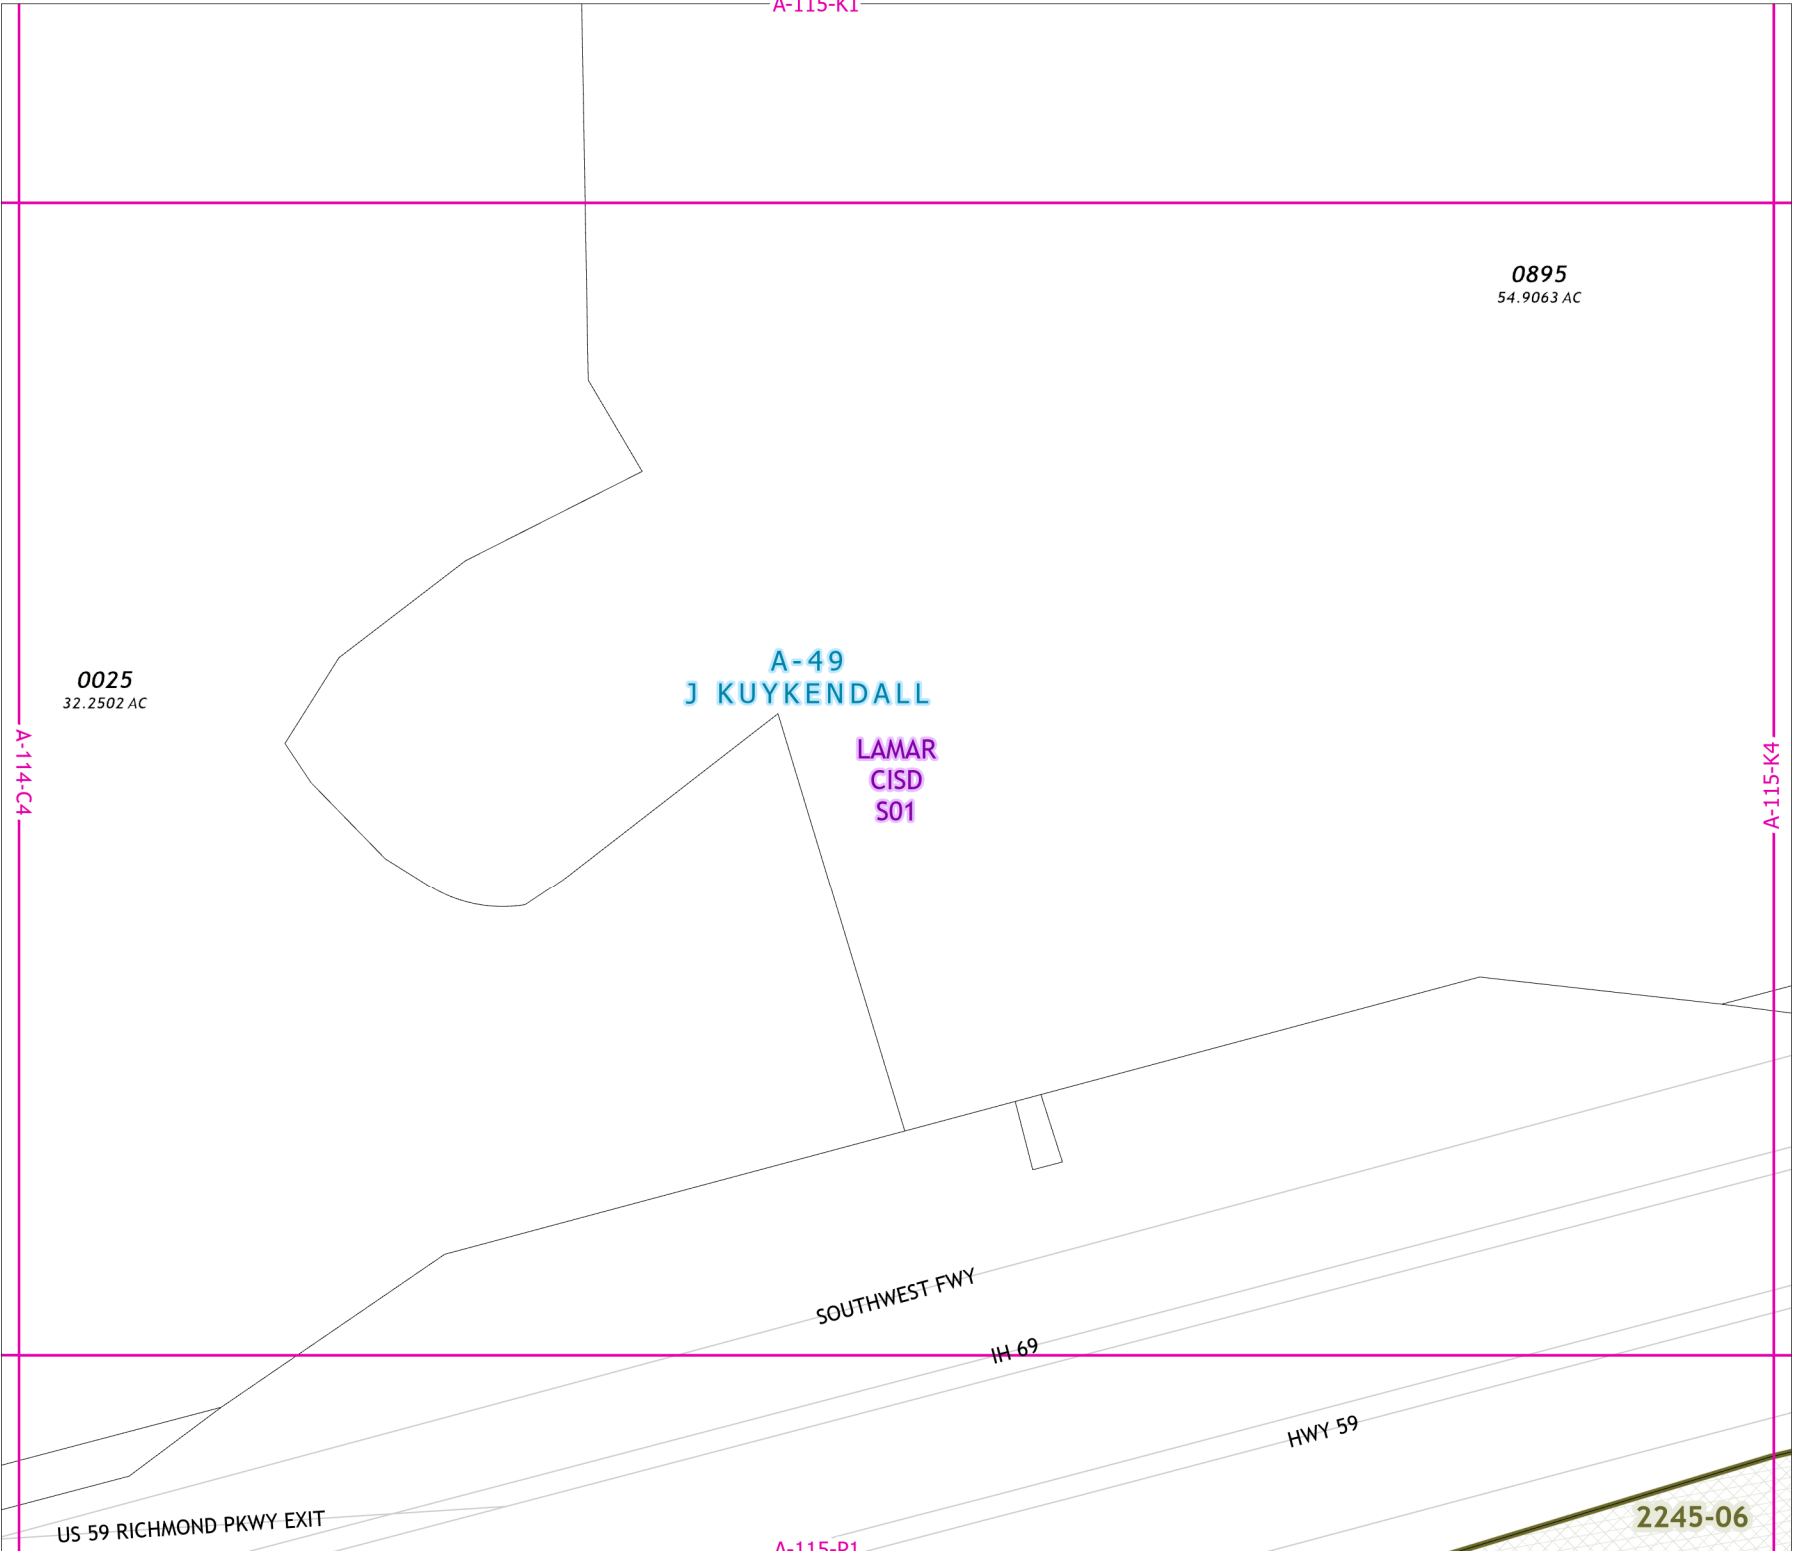 A-115-K1
0895
54.9063 AC
A-49
J KUYKENDALL
0025
32.2502 AC
LAMAR
CISD
S01
A-114-C4
A-115-K4
SOUTHWEST FWY
IH 69
HWY 59
US 59 RICHMOND PKWY EXIT
2245-06
A-115-P1